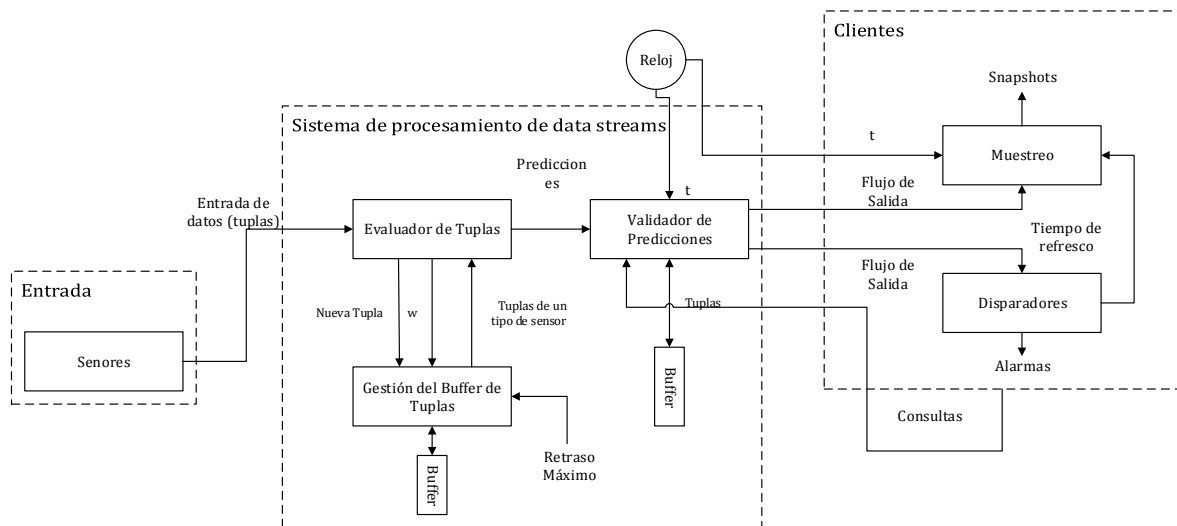 Clientes
Reloj
Snapshots
Sistema de procesamiento de data streams
t
Muestreo
Prediccion
es
Flujo de
Salida
t
Entrada de
datos (tuplas)
Evaluador de Tuplas
Validador de
Predicciones
Tiempo de
refresco
Flujo de
Salida
Entrada
Nueva Tupla
w
Tuplas de un
tipo de sensor
Tuplas
Disparadores
Senores
Alarmas
Gestión del Buffer de
Tuplas
Buffer
Consultas
Retraso
Máximo
Buffer